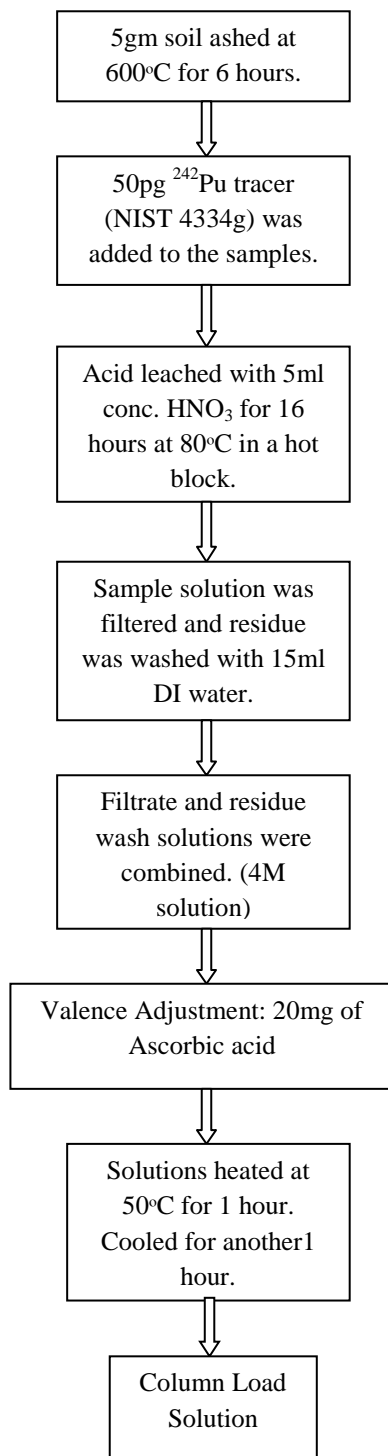 5gm soil ashed at
600°C for 6 hours.
50pg ²⁴²Pu tracer
(NIST 4334g) was
added to the samples.
Acid leached with 5ml
conc. HNO₃ for 16
hours at 80°C in a hot
block.
Sample solution was
filtered and residue
was washed with 15ml
DI water.
Filtrate and residue
wash solutions were
combined. (4M
solution)
Valence Adjustment: 20mg of
Ascorbic acid
Solutions heated at
50°C for 1 hour.
Cooled for another1
hour.
Column Load
Solution